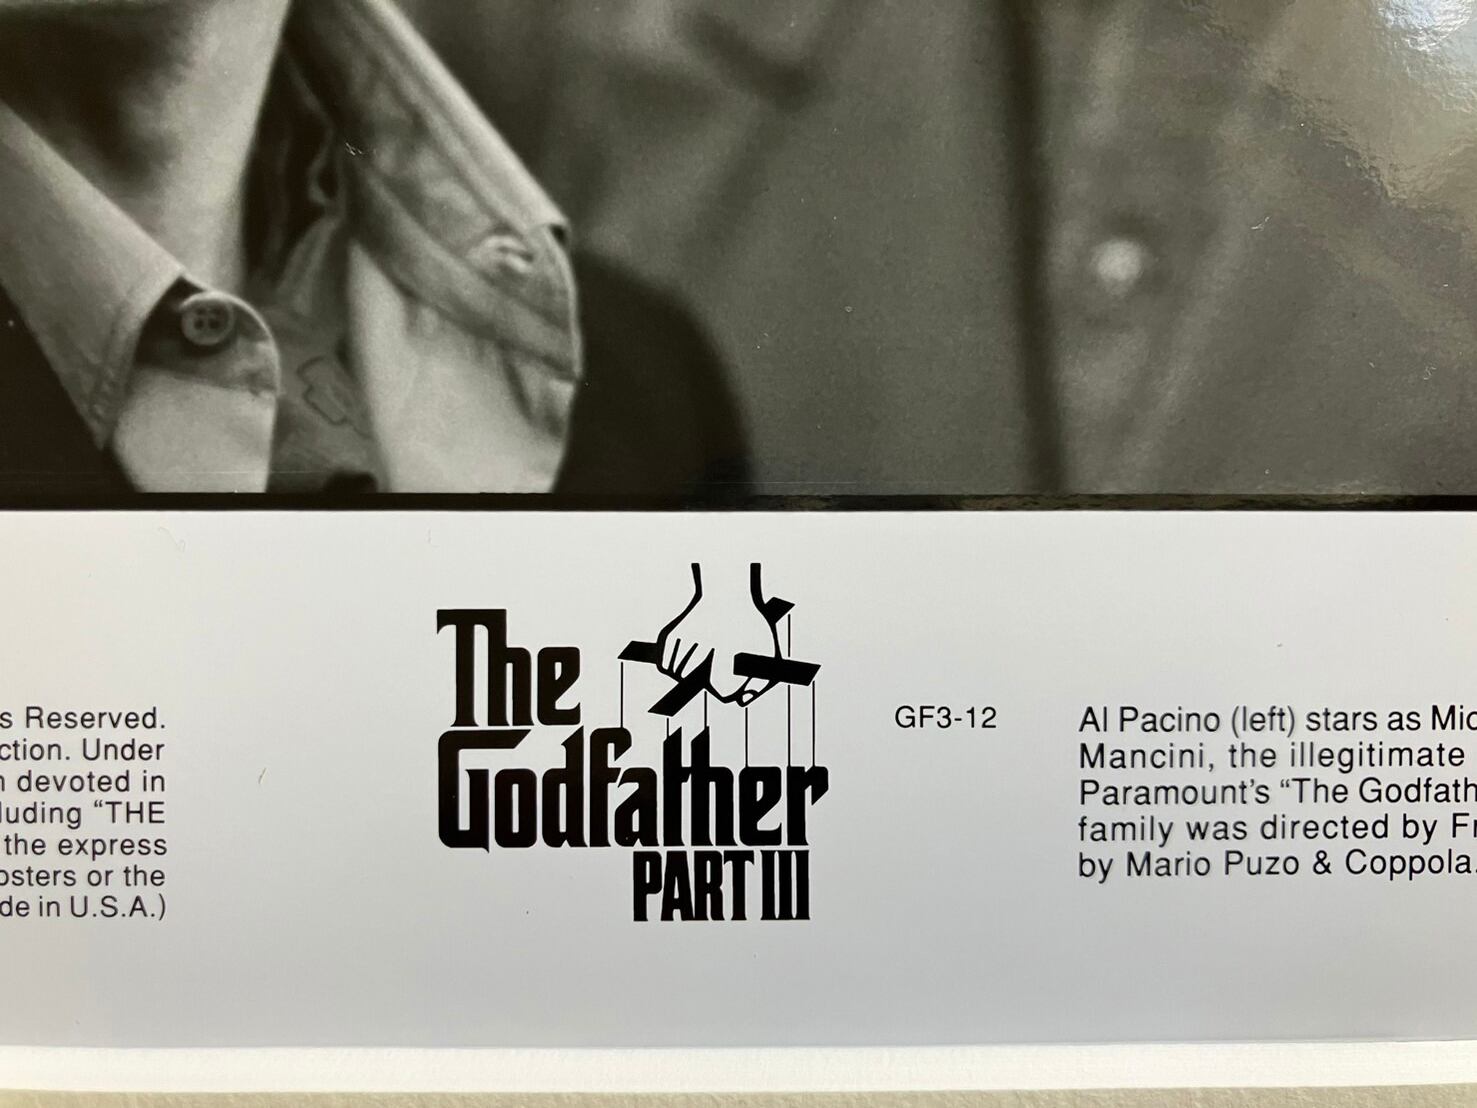 s Reserved.
ction. Under
devoted in
luding “THE
the express
osters or the
de in U.S.A.)
The
Godfather
PART III
GF3-12
Al Pacino (left) stars as Mic
Mancini, the illegitimate
Paramount's “The Godfath
family was directed by Fr
by Mario Puzo & Coppola.